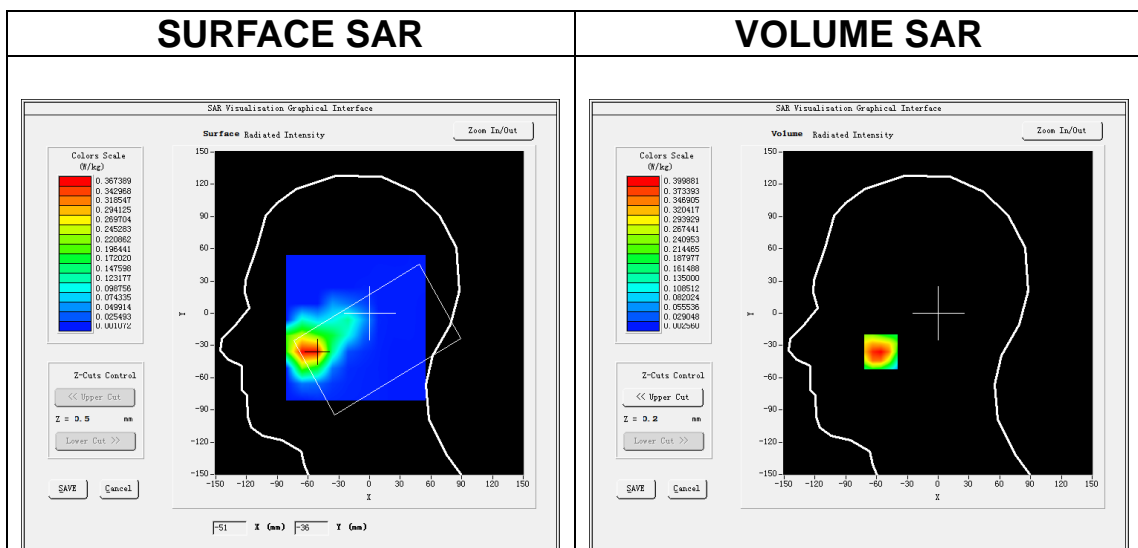 SURFACE SAR
SAR Visualisation Graphical Interface
Surface Radiated Intensity
Zoom In/Out
Colors Scale
(W/kg)
0.367389
0.342968
0.318547
0.294125
0.269704
0.245283
0.220862
0.196441
0.172020
0.147598
0.123177
0.098756
0.074335
0.049914
0.025493
0.001072
Z-Cuts Control
<< Upper Cut
Z = 0.5 mm
Lower Cut >>
SAVE
Cancel
150
120
90
60
30
0
-30
-60
-90
-120
-150
Y
-150 -120 -90 -60 -30 0 30 60 90 120 150
X
-51 X (mm) -36 Y (mm)
VOLUME SAR
SAR Visualisation Graphical Interface
Volume Radiated Intensity
Zoom In/Out
Colors Scale
(W/kg)
0.399881
0.373393
0.346905
0.320417
0.293929
0.267441
0.240953
0.214465
0.187977
0.161488
0.135000
0.108512
0.082024
0.055536
0.029048
0.002560
Z-Cuts Control
<< Upper Cut
Z = 0.2 mm
Lower Cut >>
SAVE
Cancel
150
120
90
60
30
0
-30
-60
-90
-120
-150
Y
-150 -120 -90 -60 -30 0 30 60 90 120 150
X